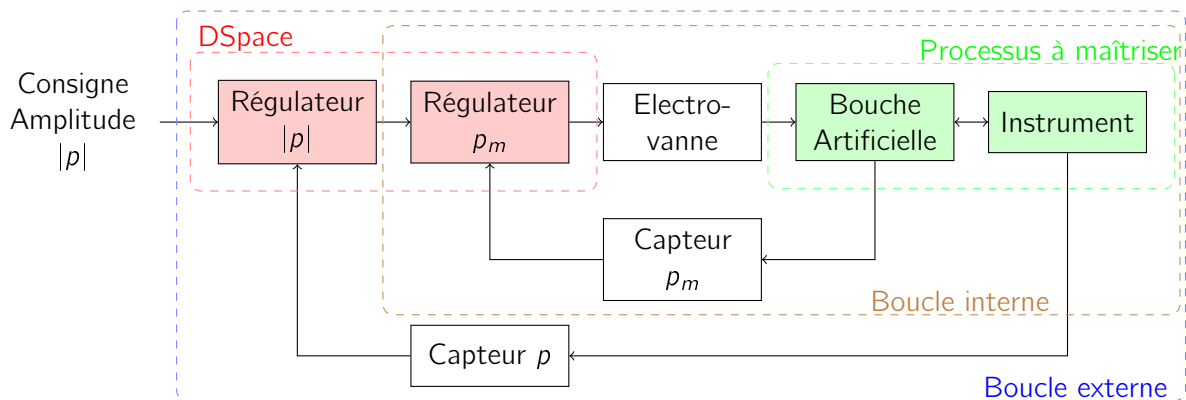 DSpace
Processus à maîtriser
Consigne
Amplitude
|p|
Régulateur
|p|
Régulateur
p_m
Electro-
vanne
Bouche
Artificielle
Instrument
Capteur
p_m
Boucle interne
Capteur p
Boucle externe